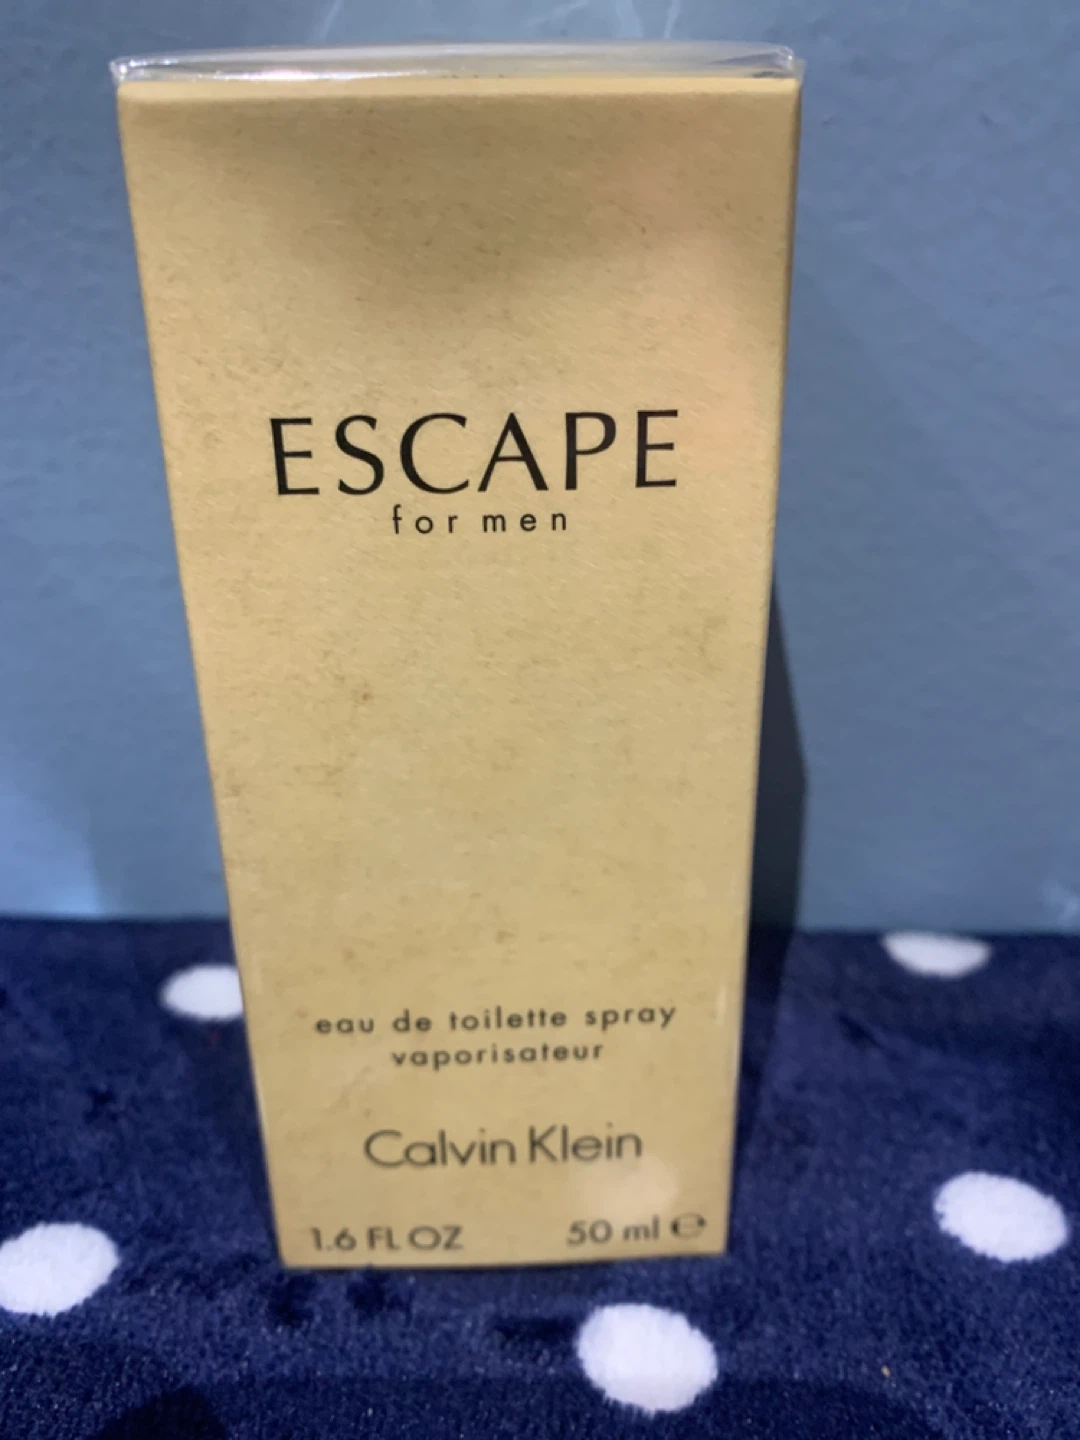 ESCAPE
for men
eau de toilette spray
vaporisateur
Calvin Klein
1.6 FL OZ 50 ml ℮